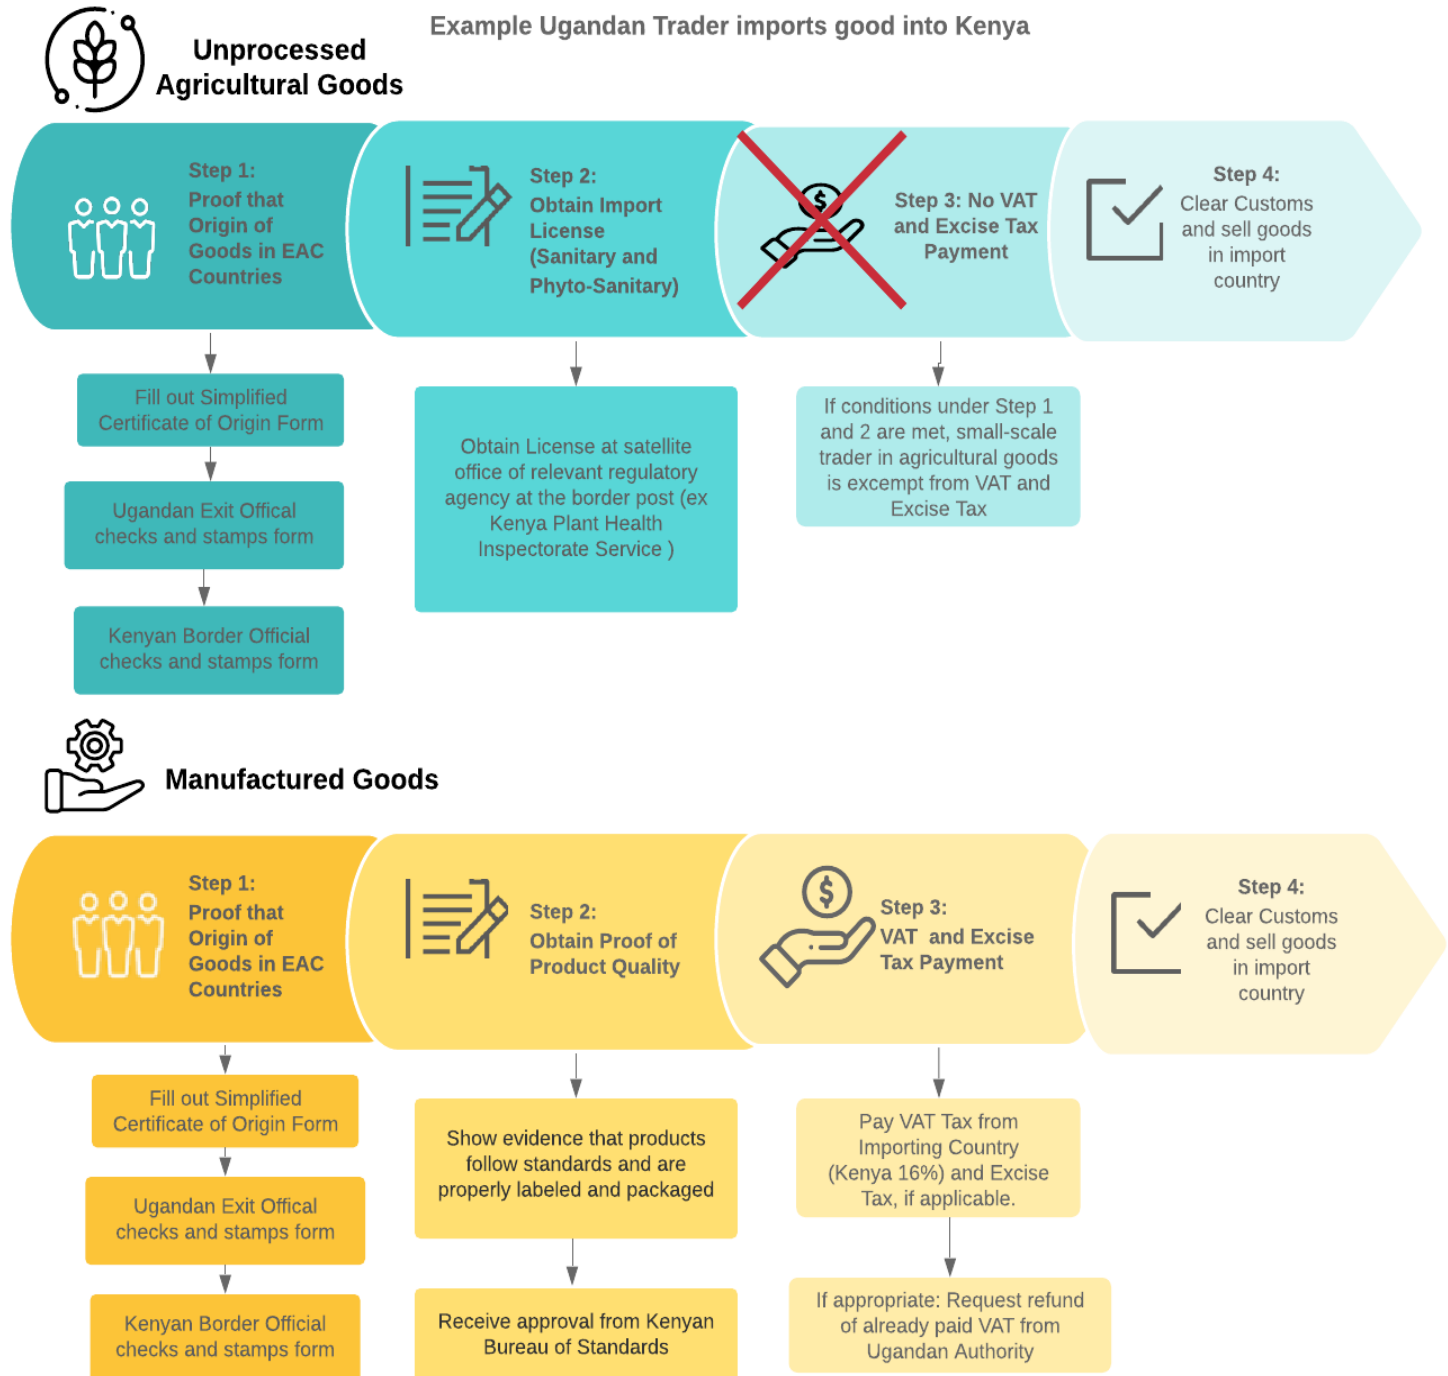 Example Ugandan Trader imports good into Kenya
Unprocessed
Agricultural Goods
Step 1:
Proof that
Origin of
Goods in EAC
Countries
Step 2:
Obtain Import
License
(Sanitary and
Phyto-Sanitary)
Step 3: No VAT
and Excise Tax
Payment
Step 4:
Clear Customs
and sell goods
in import
country
Fill out Simplified
Certificate of Origin Form
Ugandan Exit Offical
checks and stamps form
Kenyan Border Official
checks and stamps form
Obtain License at satellite
office of relevant regulatory
agency at the border post (ex
Kenya Plant Health
Inspectorate Service )
If conditions under Step 1
and 2 are met, small-scale
trader in agricultural goods
is excempt from VAT and
Excise Tax
Manufactured Goods
Step 1:
Proof that
Origin of
Goods in EAC
Countries
Step 2:
Obtain Proof of
Product Quality
Step 3:
VAT and Excise
Tax Payment
Step 4:
Clear Customs
and sell goods
in import
country
Fill out Simplified
Certificate of Origin Form
Ugandan Exit Offical
checks and stamps form
Kenyan Border Official
checks and stamps form
Show evidence that products
follow standards and are
properly labeled and packaged
Receive approval from Kenyan
Bureau of Standards
Pay VAT Tax from
Importing Country
(Kenya 16%) and Excise
Tax, if applicable.
If appropriate: Request refund
of already paid VAT from
Ugandan Authority